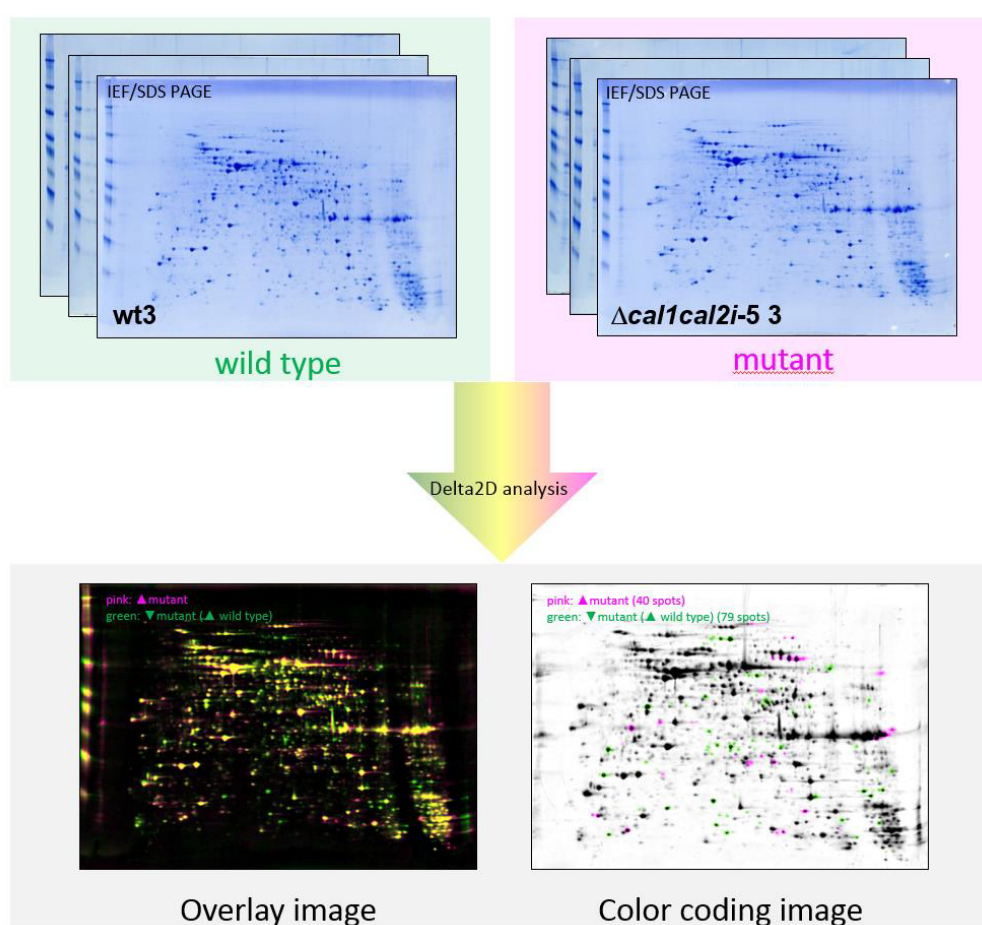 IEF/SDS PAGE
wt3
wild type
IEF/SDS PAGE
∆cal1cal2i-5 3
mutant
Delta2D analysis
pink: ▲mutant
green: ▼mutant (▲ wild type)
Overlay image
pink: ▲mutant (40 spots)
green: ▼mutant (▲ wild type) (79 spots)
Color coding image